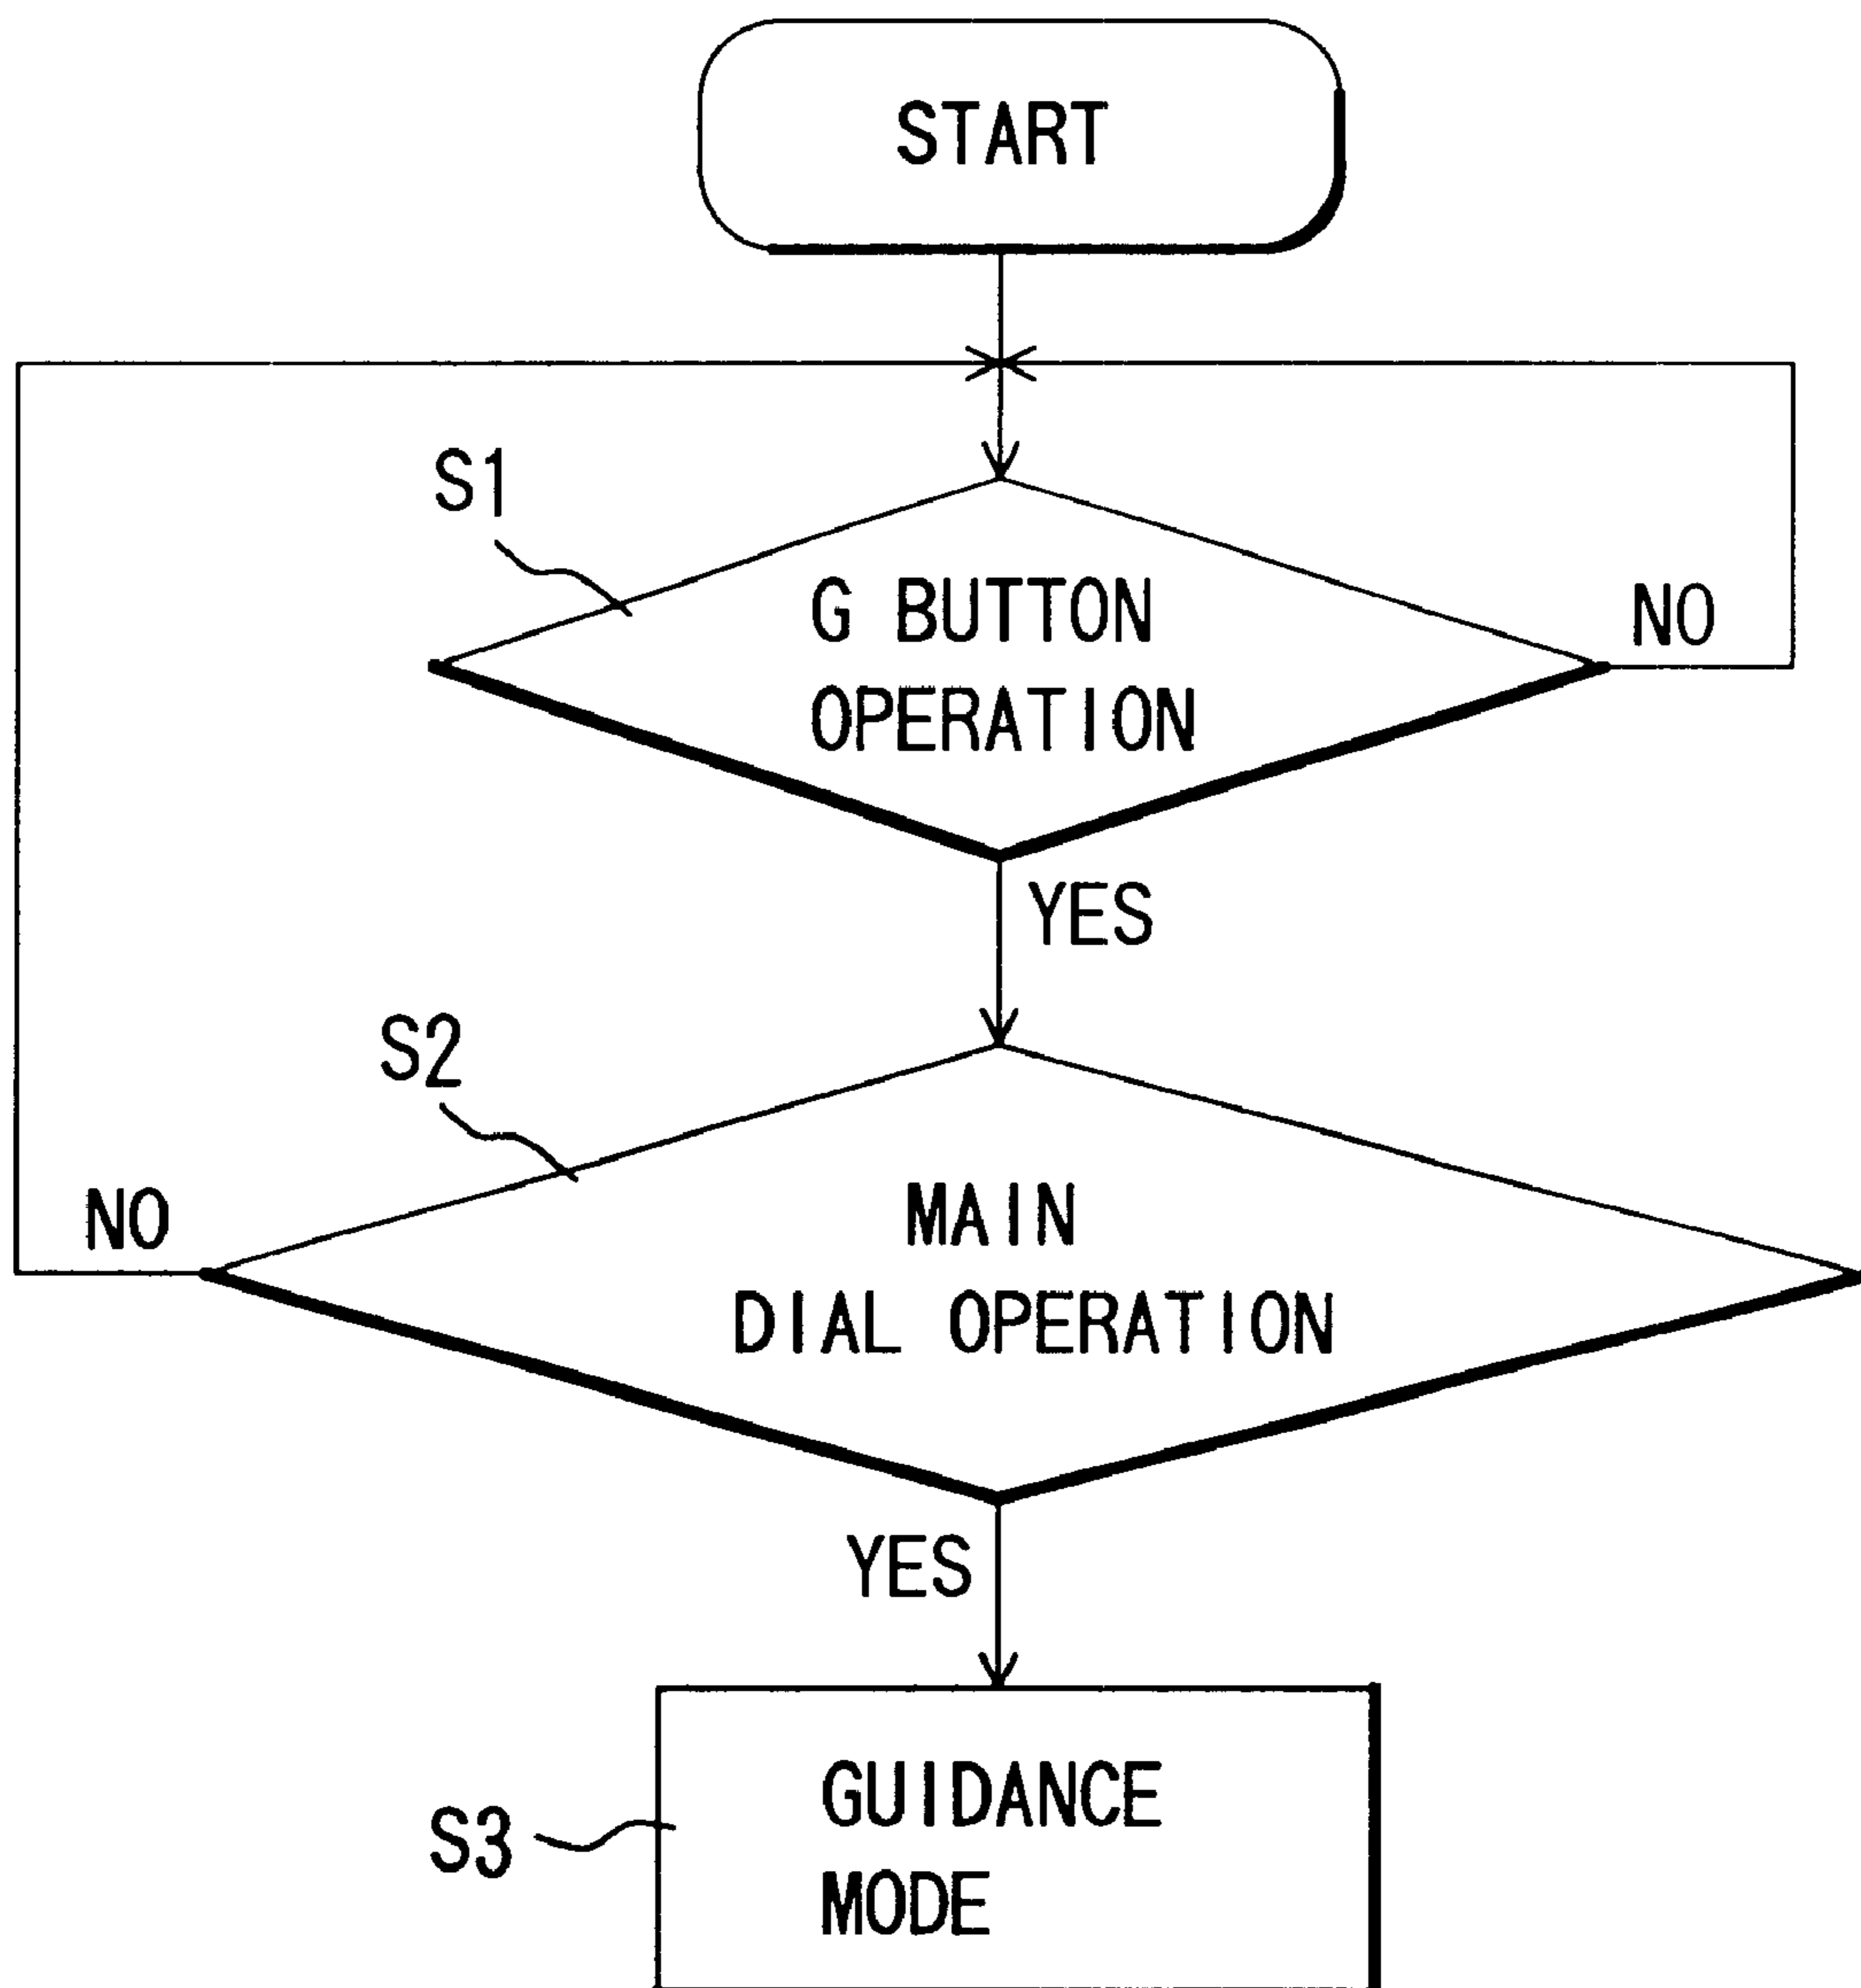 START
S1
G BUTTON
OPERATION
NO
YES
S2
NO
MAIN
DIAL OPERATION
YES
S3
GUIDANCE
MODE